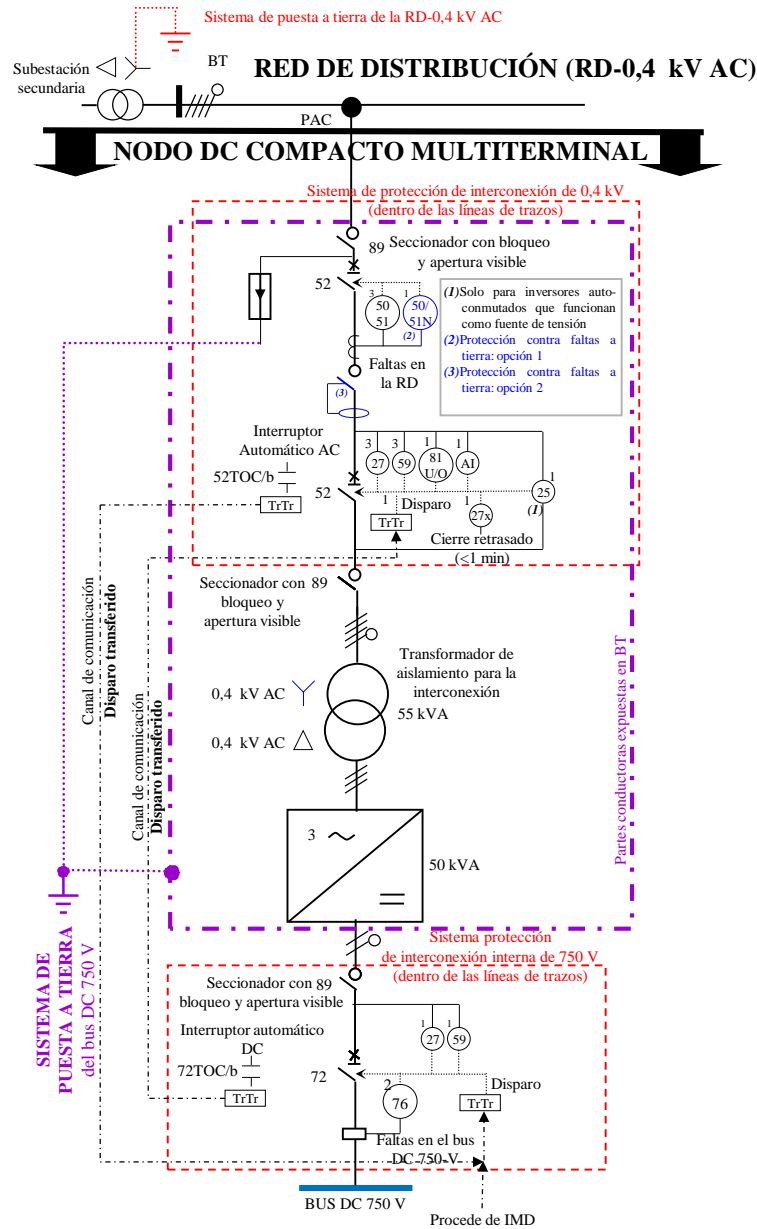 Sistema de puesta a tierra de la RD-0,4 kV AC
Subestación
secundaria
BT
RED DE DISTRIBUCIÓN (RD-0,4 kV AC)
PAC
NODO DC COMPACTO MULTITERMINAL
Sistema de protección de interconexión de 0,4 kV
(dentro de las líneas de trazos)
89
Seccionador con bloqueo
y apertura visible
52
3
50
51
1
50/
51N
(2)
(1)Solo para inversores auto-
conmutados que funcionan
como fuente de tensión
(2)Protección contra faltas a
tierra: opción 1
(3)Protección contra faltas a
tierra: opción 2
Faltas en
la RD
(3)
Interruptor
Automático AC
52TOC/b
TrTr
52
3
27
3
59
1
81
U/O
1
AI
1
25
(1)
1
Disparo
TrTr
1
27x
Cierre retrasado
(<1 min)
Seccionador con
bloqueo y
apertura visible
89
Canal de comunicación
Disparo transferido
Canal de comunicación
Disparo transferido
Transformador de
aislamiento para la
interconexión
55 kVA
0,4 kV AC
0,4 kV AC
Partes conductoras expuestas en BT
3
50 kVA
SISTEMA DE
PUESTA A TIERRA
del bus DC 750 V
Sistema protección
de interconexión interna de 750 V
(dentro de las líneas de trazos)
Seccionador con
bloqueo y apertura visible
89
Interruptor automático
DC
72TOC/b
TrTr
72
1
27
1
59
2
76
Disparo
TrTr
Faltas en el bus
DC 750-V
BUS DC 750 V
Procede de IMD